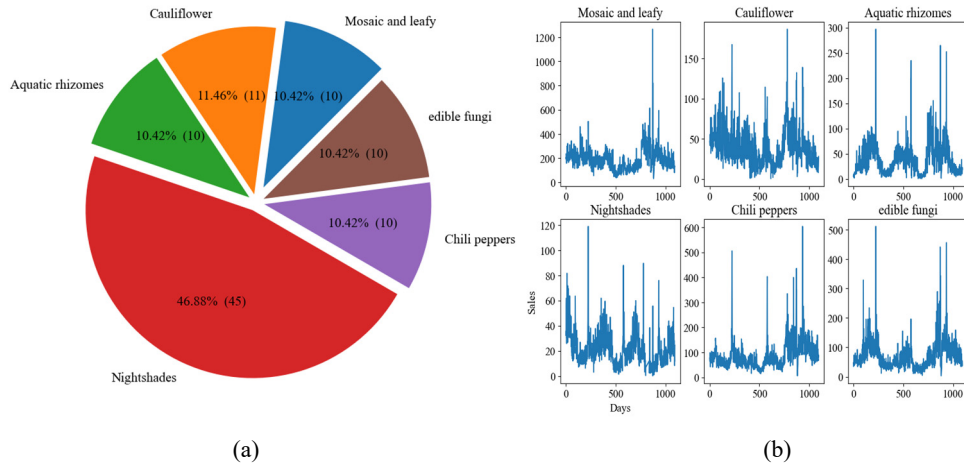 Mosaic and leafy
Cauliflower
Aquatic rhizomes
edible fungi
Chili peppers
Nightshades
10.42% (10)
11.46% (11)
10.42% (10)
10.42% (10)
10.42% (10)
46.88% (45)
(a)
Mosaic and leafy
1200
1000
800
600
400
200
0
0 500 1000
Cauliflower
150
100
50
0
0 500 1000
Aquatic rhizomes
300
250
200
150
100
50
0
0 500 1000
Nightshades
120
100
80
60
40
20
0
0 500 1000
Sales
Days
Chili peppers
600
500
400
300
200
100
0
0 500 1000
edible fungi
500
400
300
200
100
0
0 500 1000
(b)